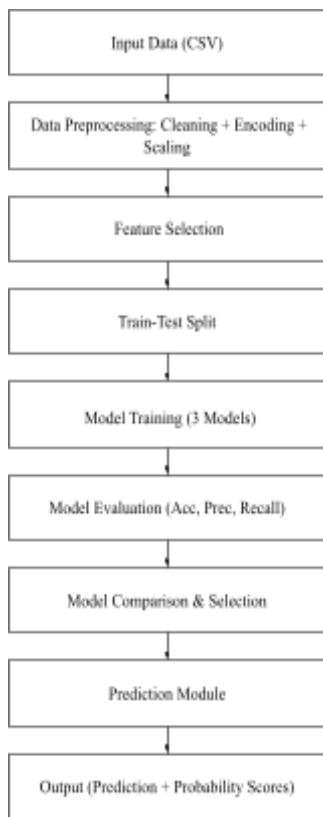 Input Data (CSV)
Data Preprocessing: Cleaning + Encoding +
Scaling
Feature Selection
Train-Test Split
Model Training (3 Models)
Model Evaluation (Acc, Prec, Recall)
Model Comparison & Selection
Prediction Module
Output (Prediction + Probability Scores)